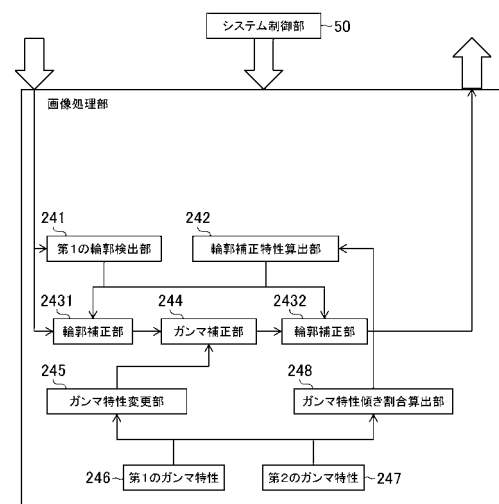 システム制御部
50
画像処理部
241
242
第1の輪郭検出部
輪郭補正特性算出部
2431
244
2432
輪郭補正部
ガンマ補正部
輪郭補正部
245
248
ガンマ特性変更部
ガンマ特性傾き割合算出部
246
第1のガンマ特性
第2のガンマ特性
247